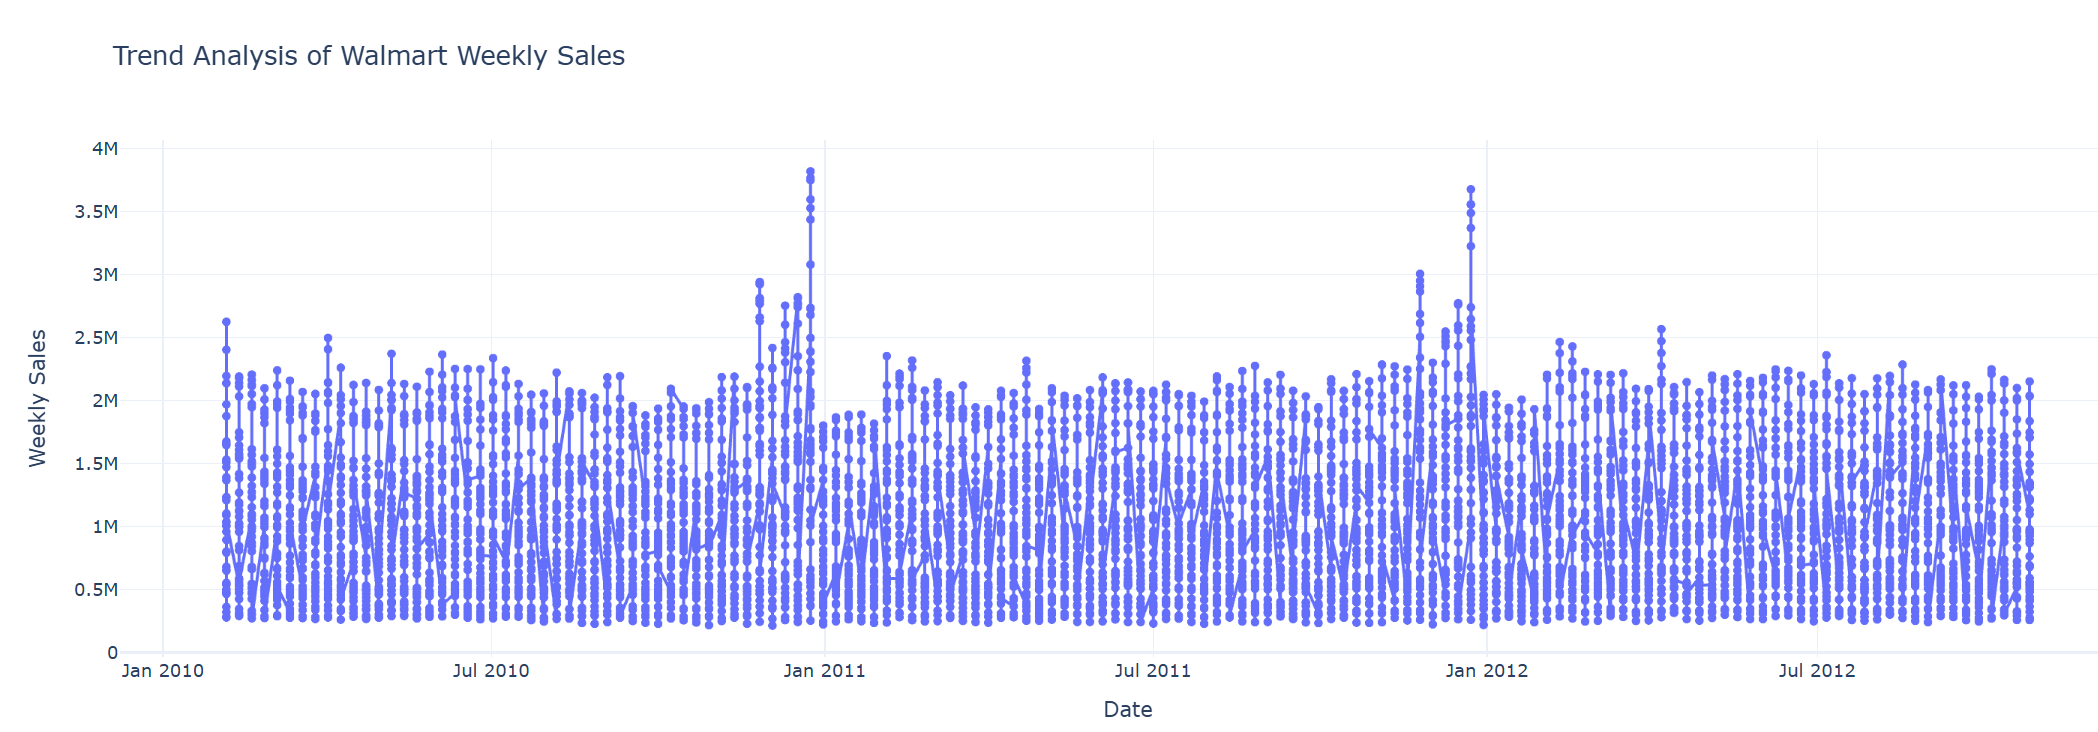 Trend Analysis of Walmart Weekly Sales
4M
3.5M
3M
2.5M
2M
1.5M
1M
0.5M
0
Weekly Sales
Jan 2010
Jul 2010
Jan 2011
Jul 2011
Jan 2012
Jul 2012
Date